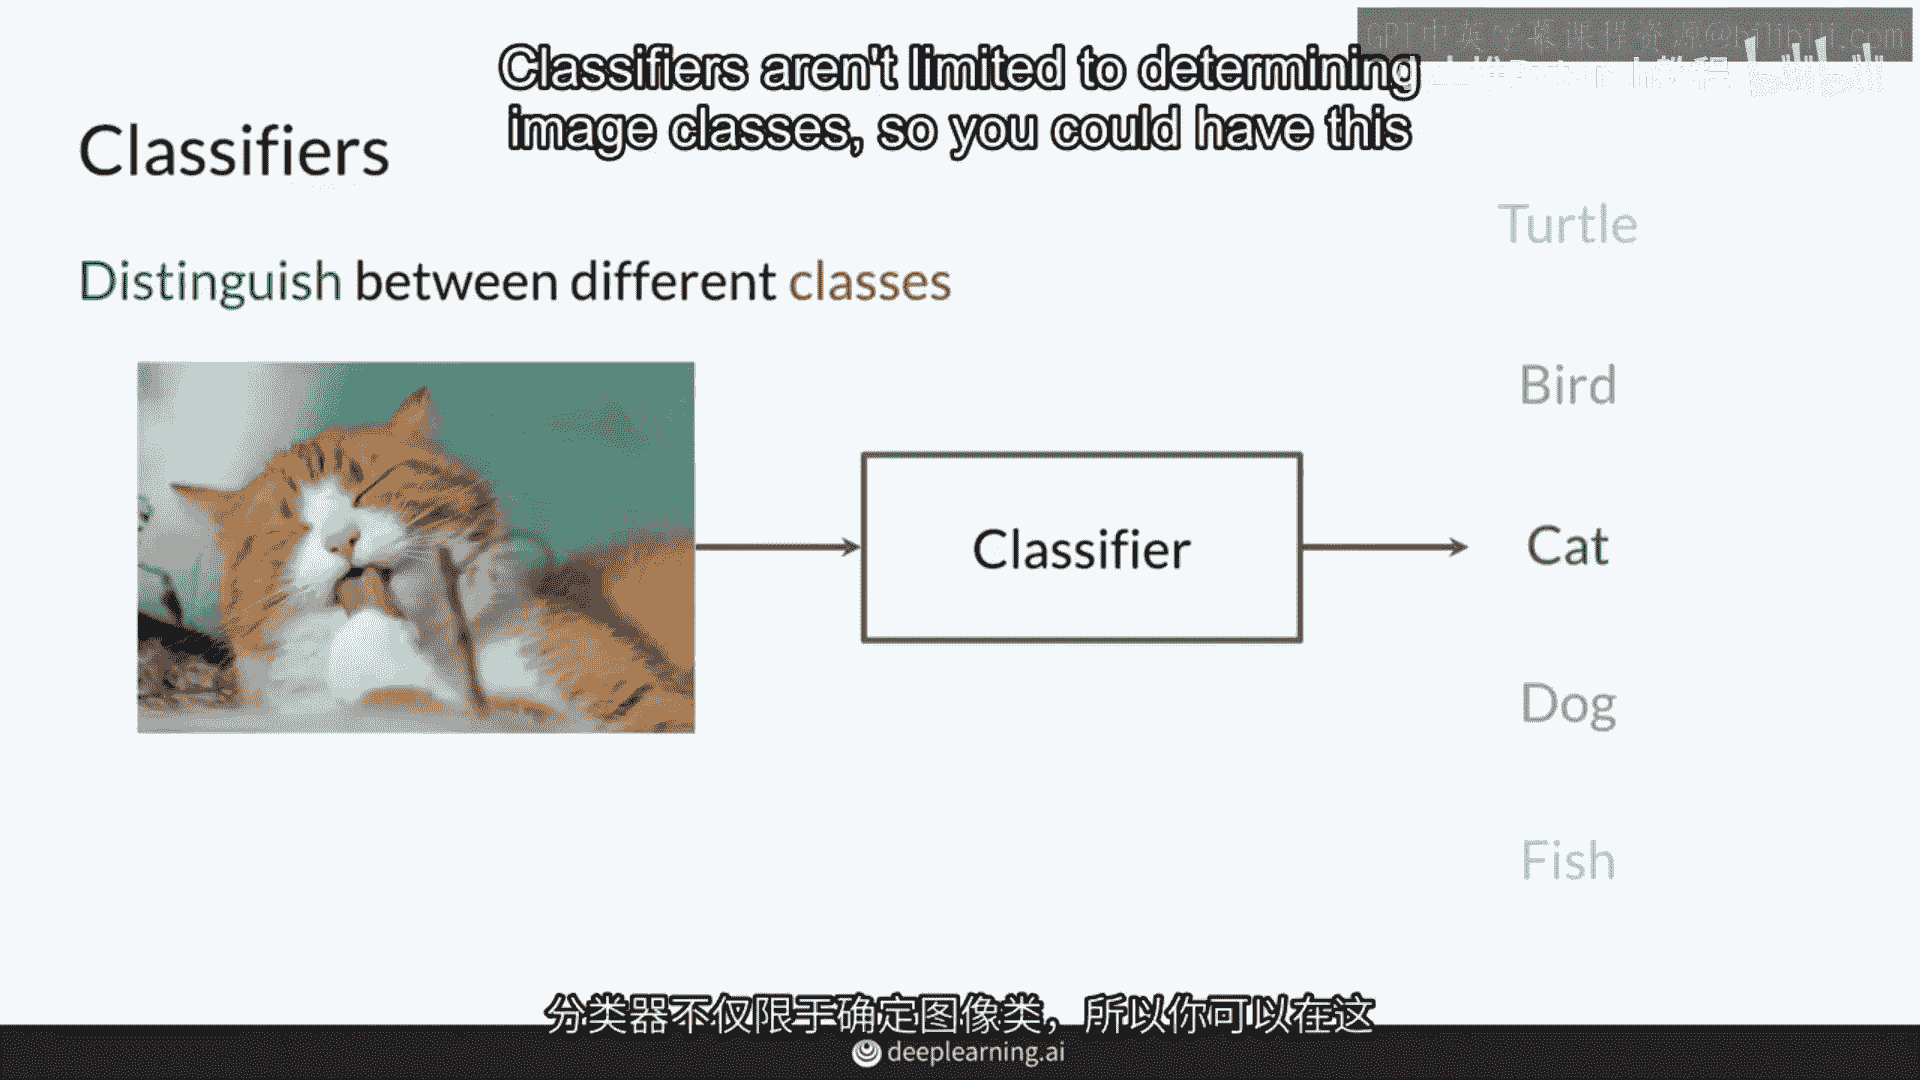 GPT中英字幕课程资源@bilibili.com
Classifiers aren't limited to determining
image classes, so you could have this
Classifiers
Distinguish between different classes
Turtle
Bird
Classifier
Cat
Dog
Fish
分类器不仅限于确定图像类，所以你可以在这
deeplearning.ai